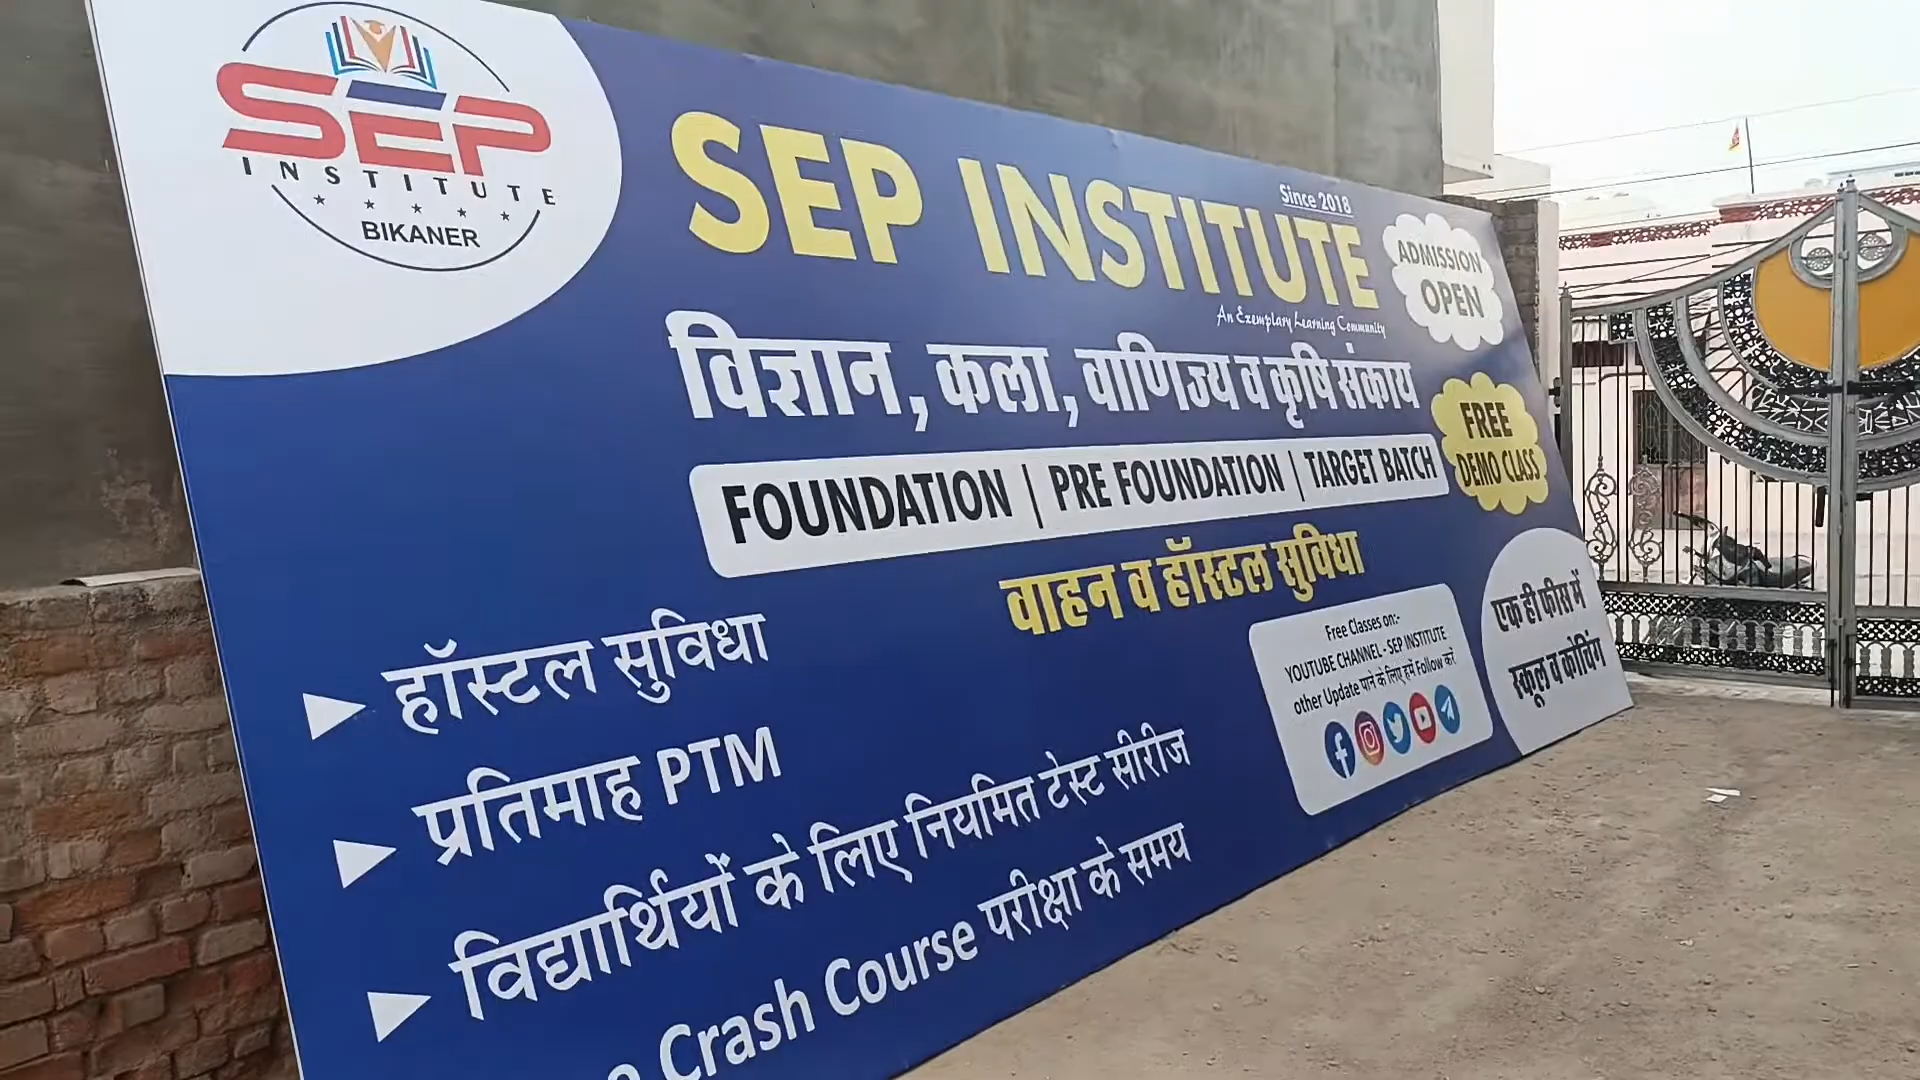 SEP
INSTITUTE
BIKANER
Since 2018
SEP INSTITUTE
An Exemplary Learning Community
ADMISSION
OPEN
विज्ञान, कला, वाणिज्य व कृषि संकाय
FREE
DEMO CLASS
FOUNDATION | PRE FOUNDATION | TARGET BATCH
वाहन व हॉस्टल सुविधा
Free Classes on:-
YOUTUBE CHANNEL - SEP INSTITUTE
other Update पाने के लिए हमें Follow करें
एक ही फीस में
स्कूल व कोचिंग
हॉस्टल सुविधा
प्रतिमाह PTM
विद्यार्थियों के लिए नियमित टेस्ट सीरीज
Crash Course परीक्षा के समय